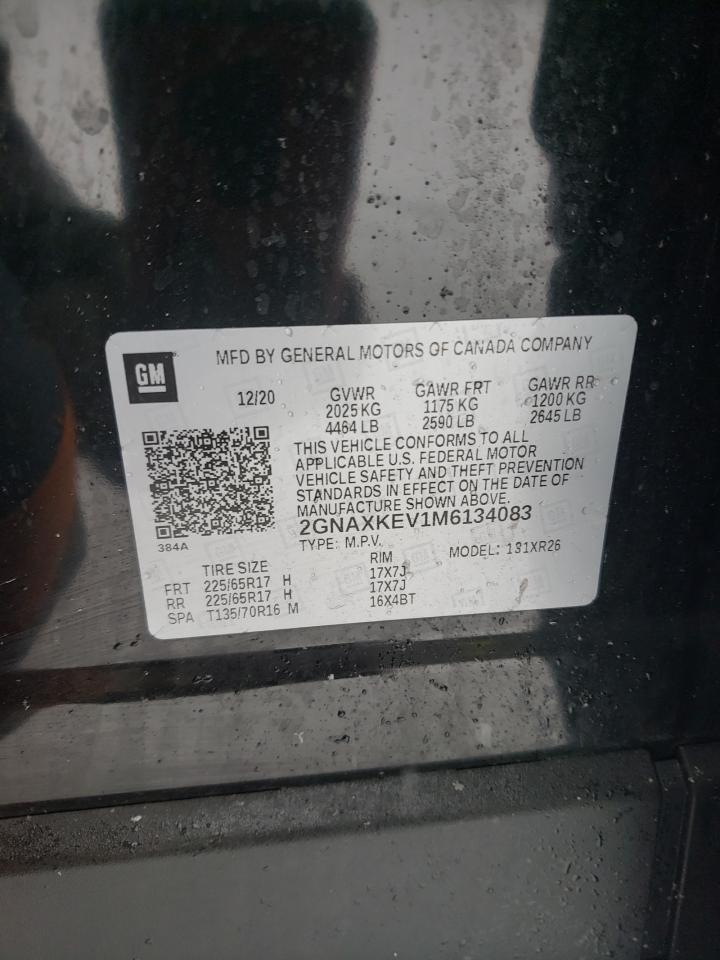 GM
MFD BY GENERAL MOTORS OF CANADA COMPANY
12/20 GVWR GAWR FRT GAWR RR
2025 KG 1175 KG 1200 KG
4464 LB 2590 LB 2645 LB
THIS VEHICLE CONFORMS TO ALL
APPLICABLE U.S. FEDERAL MOTOR
VEHICLE SAFETY AND THEFT PREVENTION
STANDARDS IN EFFECT ON THE DATE OF
MANUFACTURE SHOWN ABOVE.
2GNAXKEV1M6134083
384A
TYPE: M.P.V. MODEL: 131XR26
TIRE SIZE RIM
FRT 225/65R17 H 17X7J
RR 225/65R17 H 17X7J
SPA T135/70R16 M 16X4BT